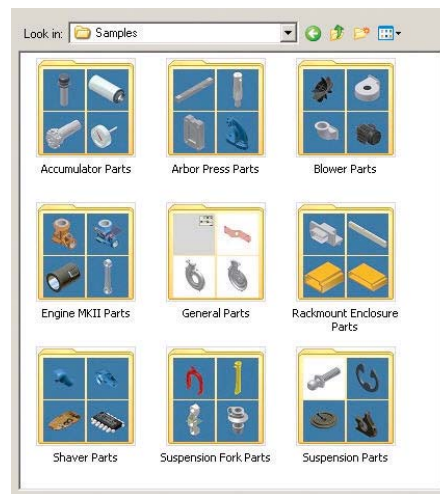 Look in: Samples
Accumulator Parts Arbor Press Parts Blower Parts
Engine MKII Parts General Parts Rackmount Enclosure
Parts
Shaver Parts Suspension Fork Parts Suspension Parts